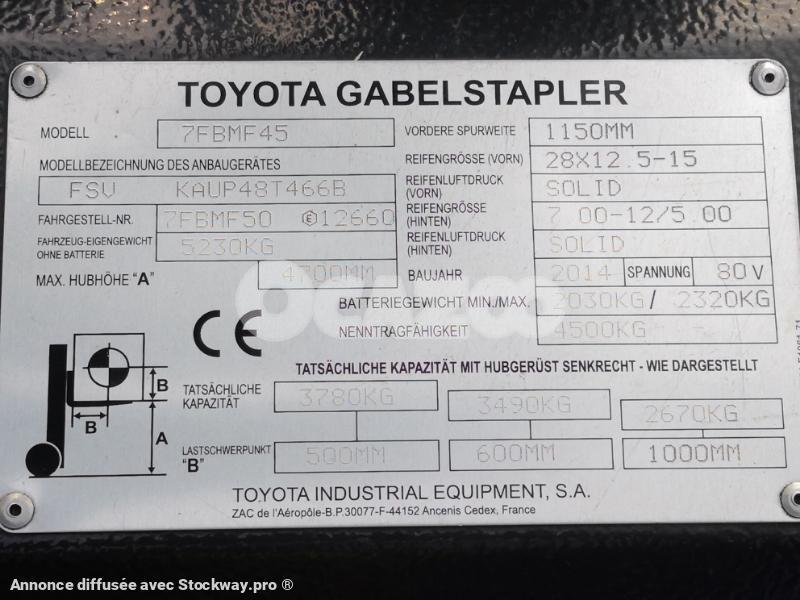 TOYOTA GABELSTAPLER
MODELL 7FBMF45
MODELLBEZEICHNUNG DES ANBAUGERÄTES
FSV KAUP48T466B
FAHRGESTELL-NR. 7FBMF50 Ⓔ12660
FAHRZEUG-EIGENGEWICHT OHNE BATTERIE 5230KG
MAX. HUBHÖHE "A" 4700MM
VORDERE SPURWEITE 1150MM
REIFENGRÖSSE (VORN) 28X12.5-15
REIFENLUFTDRUCK (VORN) SOLID
REIFENGRÖSSE (HINTEN) 7.00-12/5.00
REIFENLUFTDRUCK (HINTEN) SOLID
BAUJAHR 2014 SPANNUNG 80V
BATTERIEGEWICHT MIN./MAX. 2030KG/ 2320KG
NENNTRAGFÄHIGKEIT 4500KG
OCAZOO
CE
TATSÄCHLICHE KAPAZITÄT MIT HUBGERÜST SENKRECHT - WIE DARGESTELLT
TATSÄCHLICHE KAPAZITÄT 3780KG 3490KG 2670KG
LASTSCHWERPUNKT "B" 500MM 600MM 1000MM
B
B
A
TOYOTA INDUSTRIAL EQUIPMENT, S.A.
ZAC de l'Aéropôle-B.P.30077-F-44152 Ancenis Cedex, France
Annonce diffusée avec Stockway.pro ®